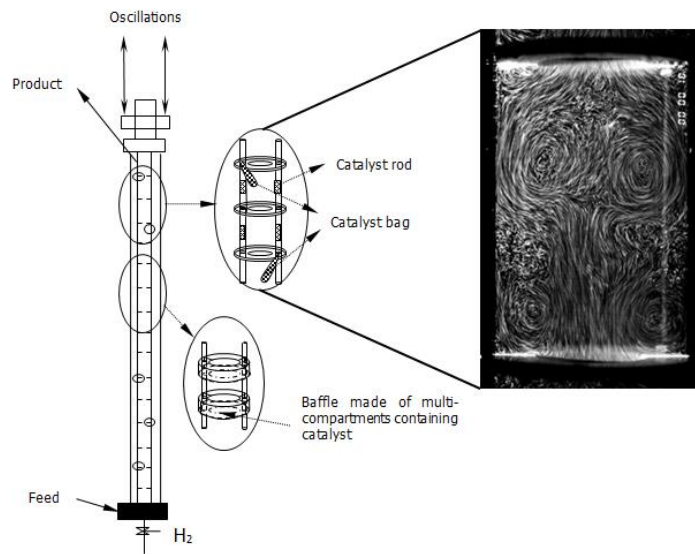 Oscillations
Product
Catalyst rod
Catalyst bag
Baffle made of multi-
compartments containing
catalyst
Feed
H₂